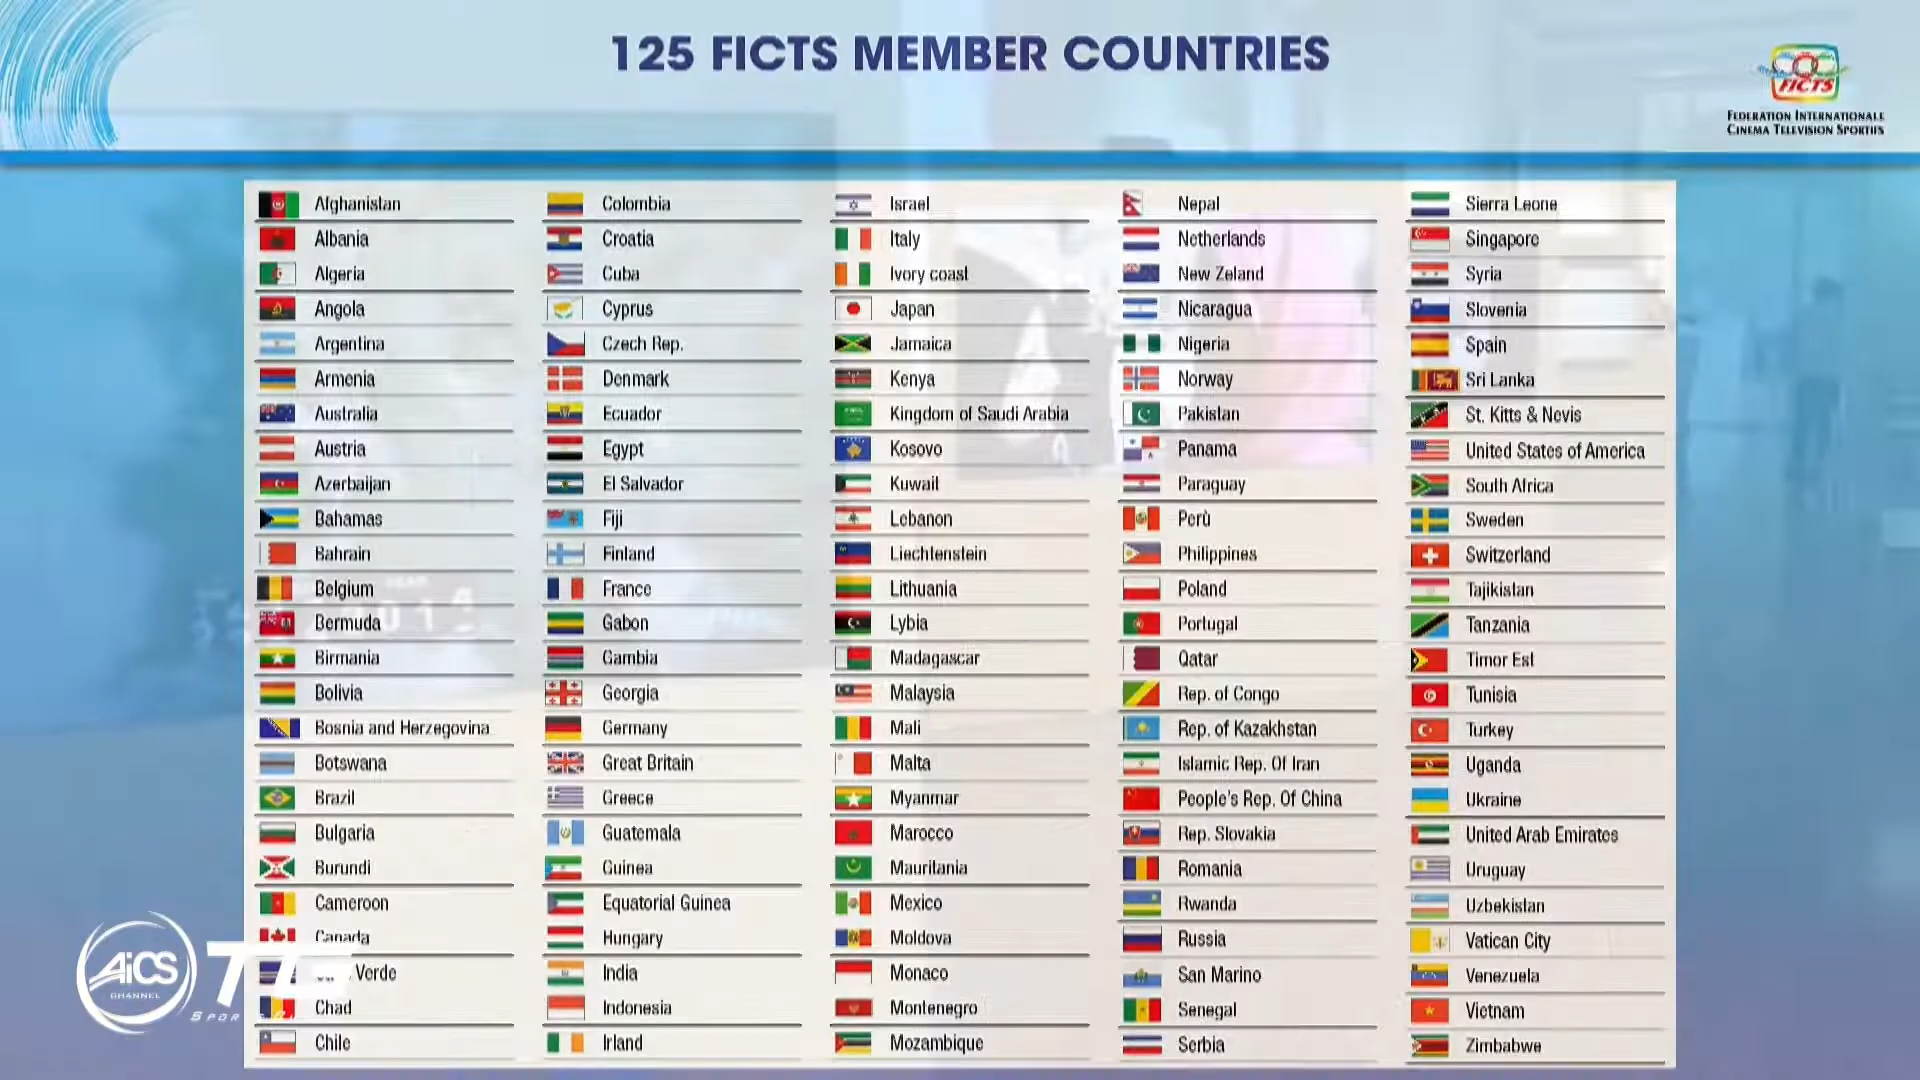 125 FICTS MEMBER COUNTRIES
FICTS
FEDERATION INTERNATIONALE
CINEMA TELEVISION SPORTIFS
Afghanistan
Albania
Algeria
Angola
Argentina
Armenia
Australia
Austria
Azerbaijan
Bahamas
Bahrain
Belgium
Bermuda
Birmania
Bolivia
Bosnia and Herzegovina
Botswana
Brazil
Bulgaria
Burundi
Cameroon
Canada
Verde
Chad
Chile
Colombia
Croatia
Cuba
Cyprus
Czech Rep.
Denmark
Ecuador
Egypt
El Salvador
Fiji
Finland
France
Gabon
Gambia
Georgia
Germany
Great Britain
Greece
Guatemala
Guinea
Equatorial Guinea
Hungary
India
Indonesia
Irland
Israel
Italy
Ivory coast
Japan
Jamaica
Kenya
Kingdom of Saudi Arabia
Kosovo
Kuwait
Lebanon
Liechtenstein
Lithuania
Lybia
Madagascar
Malaysia
Mali
Malta
Myanmar
Marocco
Mauritania
Mexico
Moldova
Monaco
Montenegro
Mozambique
Nepal
Netherlands
New Zeland
Nicaragua
Nigeria
Norway
Pakistan
Panama
Paraguay
Perù
Philippines
Poland
Portugal
Qatar
Rep. of Congo
Rep. of Kazakhstan
Islamic Rep. Of Iran
People's Rep. Of China
Rep. Slovakia
Romania
Rwanda
Russia
San Marino
Senegal
Serbia
Sierra Leone
Singapore
Syria
Slovenia
Spain
Sri Lanka
St. Kitts & Nevis
United States of America
South Africa
Sweden
Switzerland
Tajikistan
Tanzania
Timor Est
Tunisia
Turkey
Uganda
Ukraine
United Arab Emirates
Uruguay
Uzbekistan
Vatican City
Venezuela
Vietnam
Zimbabwe
AiCS
CHANNEL